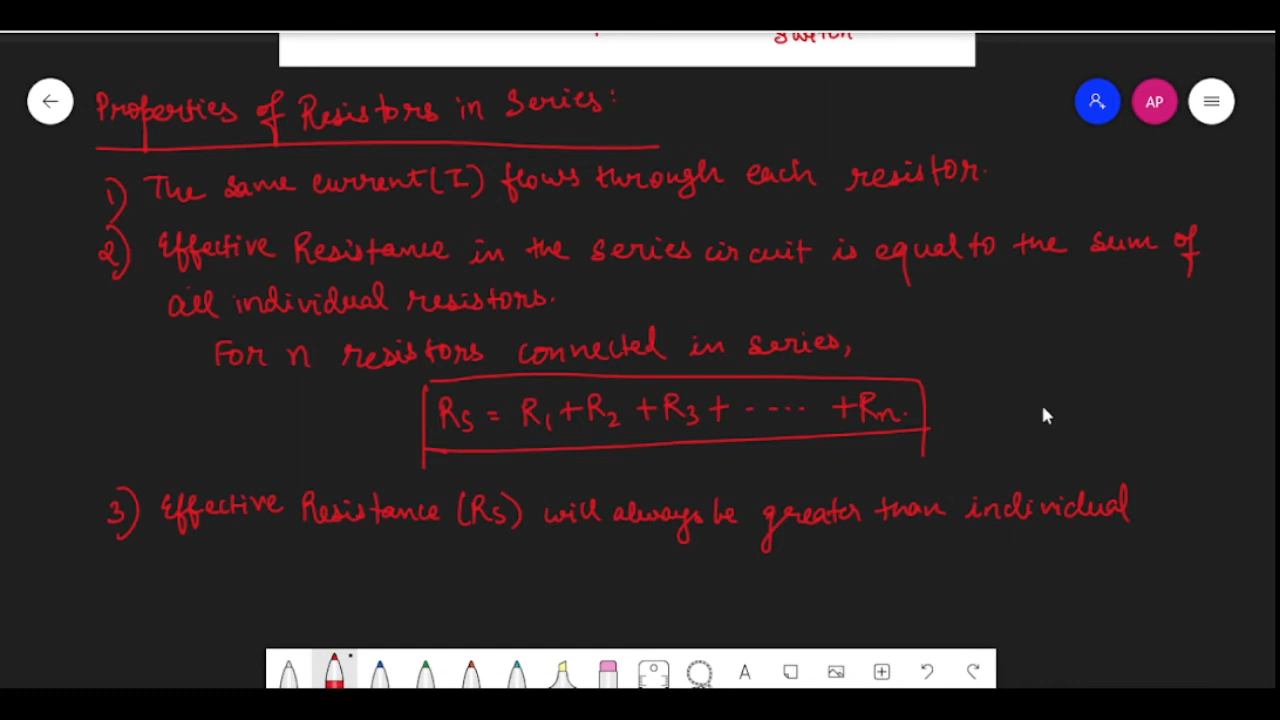 switch
Properties of Resistors in Series:
AP
1) The same current (I) flows through each resistor.
2) Effective Resistance in the series circuit is equal to the sum of
all individual resistors.
For n resistors connected in series,
Rs = R1 + R2 + R3 + ----.. + Rn.
3) Effective Resistance (Rs) will always be greater than individual
A